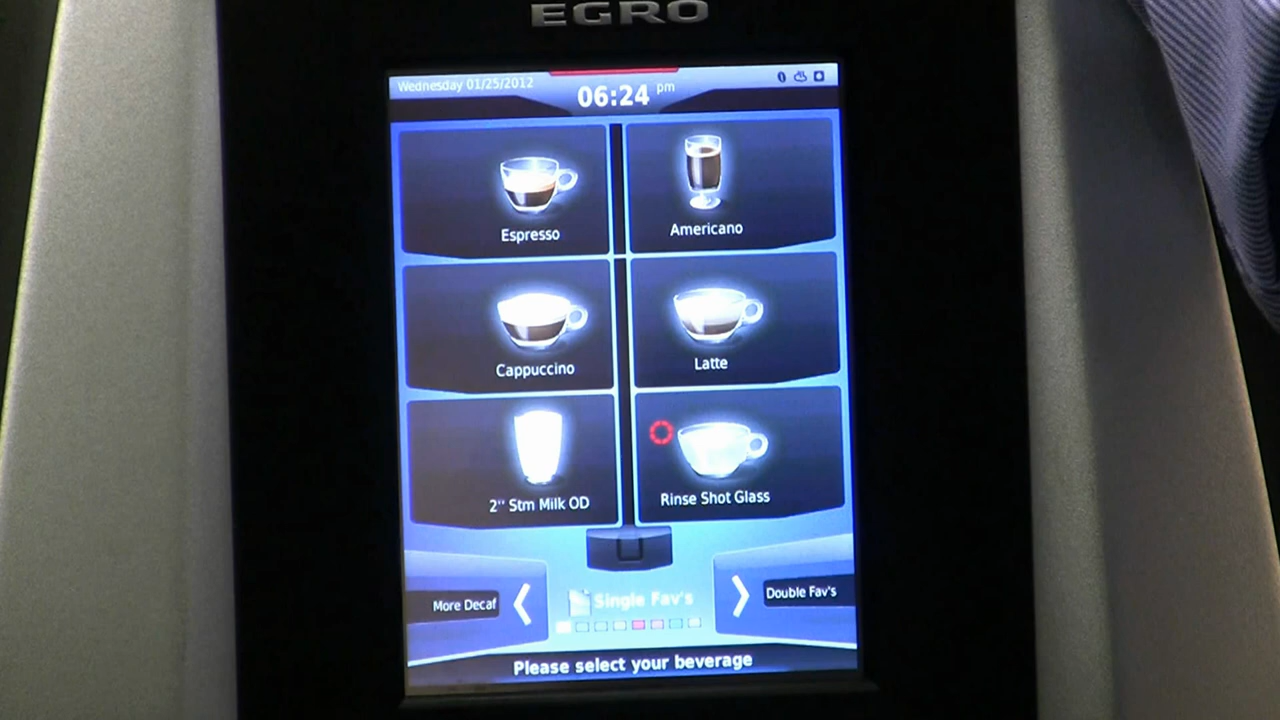 EGRO
Wednesday 01/25/2012
06:24 pm
Espresso
Americano
Cappuccino
Latte
2'' Stm Milk OD
Rinse Shot Glass
More Decaf
Single Fav's
Double Fav's
Please select your beverage